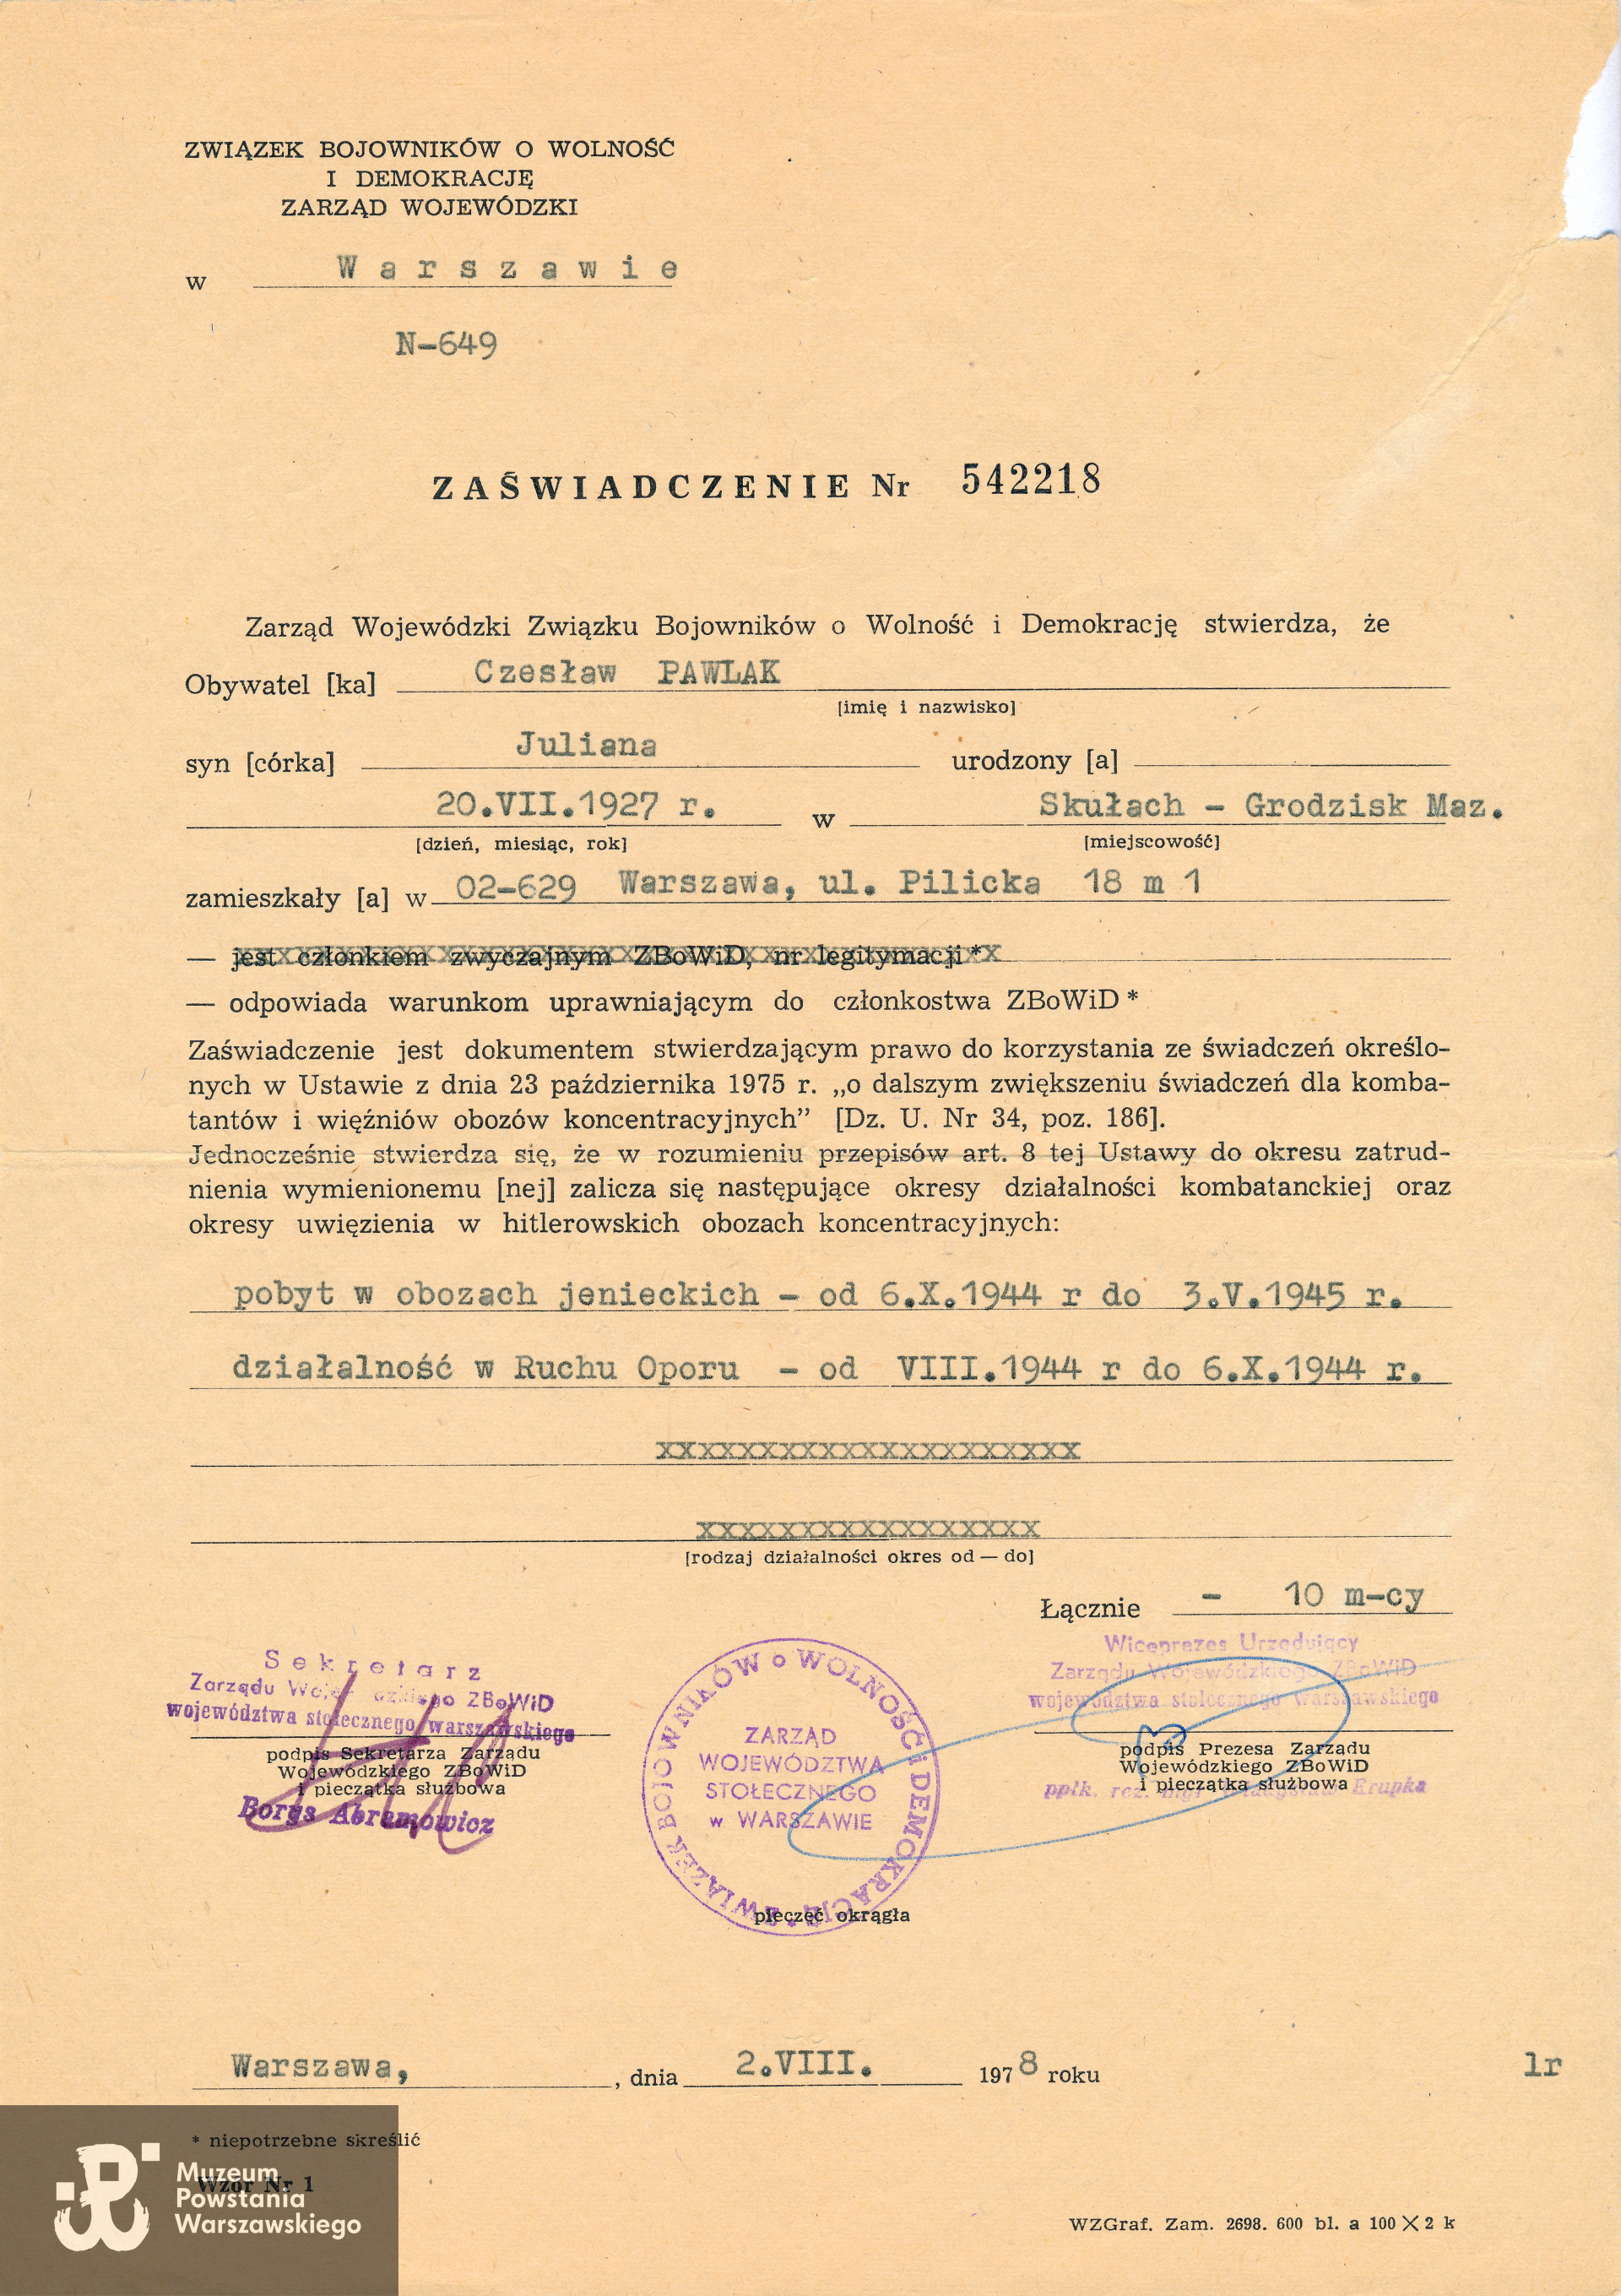 ZWIĄZEK BOJOWNIKÓW O WOLNOŚĆ
I DEMOKRACJĘ
ZARZĄD WOJEWÓDZKI
w Warszawie
N-649
ZAŚWIADCZENIE Nr 542218
Zarząd Wojewódzki Związku Bojowników o Wolność i Demokrację stwierdza, że
Obywatel [ka] Czesław PAWLAK
[imię i nazwisko]
syn [córka] Juliana urodzony [a]
20.VII.1927 r. w Skułach - Grodzisk Maz.
[dzień, miesiąc, rok] [miejscowość]
zamieszkały [a] w 02-629 Warszawa, ul. Pilicka 18 m 1
— jest członkiem zwyczajnym ZBoWiD, nr legitymacji *
— odpowiada warunkom uprawniającym do członkostwa ZBoWiD *
Zaświadczenie jest dokumentem stwierdzającym prawo do korzystania ze świadczeń określo-
nych w Ustawie z dnia 23 października 1975 r. „o dalszym zwiększeniu świadczeń dla komba-
tantów i więźniów obozów koncentracyjnych” [Dz. U. Nr 34, poz. 186].
Jednocześnie stwierdza się, że w rozumieniu przepisów art. 8 tej Ustawy do okresu zatrud-
nienia wymienionemu [nej] zalicza się następujące okresy działalności kombatanckiej oraz
okresy uwięzienia w hitlerowskich obozach koncentracyjnych:
pobyt w obozach jenieckich - od 6.X.1944 r do 3.V.1945 r.
działalność w Ruchu Oporu - od VIII.1944 r do 6.X.1944 r.
xxxxxxxxxxxxxxxxxxxxxxxxx
xxxxxxxxxxxxxxxxxxxx
[rodzaj działalności okres od — do]
Łącznie - 10 m-cy
Sekretarz
Zarządu Wojewódzkiego ZBoWiD
województwa stołecznego warszawskiego
podpis Sekretarza Zarządu
Wojewódzkiego ZBoWiD
i pieczątka służbowa
Borys Abramowicz
ZWIĄZEK BOJOWNIKÓW o WOLNOŚĆ i DEMOKRACJĘ
ZARZĄD
WOJEWÓDZTWA
STOŁECZNEGO
w WARSZAWIE
pieczęć okrągła
Wiceprezes Urzędujący
Zarządu Wojewódzkiego ZBoWiD
województwa stołecznego warszawskiego
podpis Prezesa Zarządu
Wojewódzkiego ZBoWiD
i pieczątka służbowa
ppłk. rez. mgr Władysław Krupka
Warszawa, , dnia 2.VIII. 1978 roku
lr
* niepotrzebne skreślić
Wzór Nr 1
Muzeum
Powstania
Warszawskiego
WZGraf. Zam. 2698. 600 bl. a 100 X 2 k